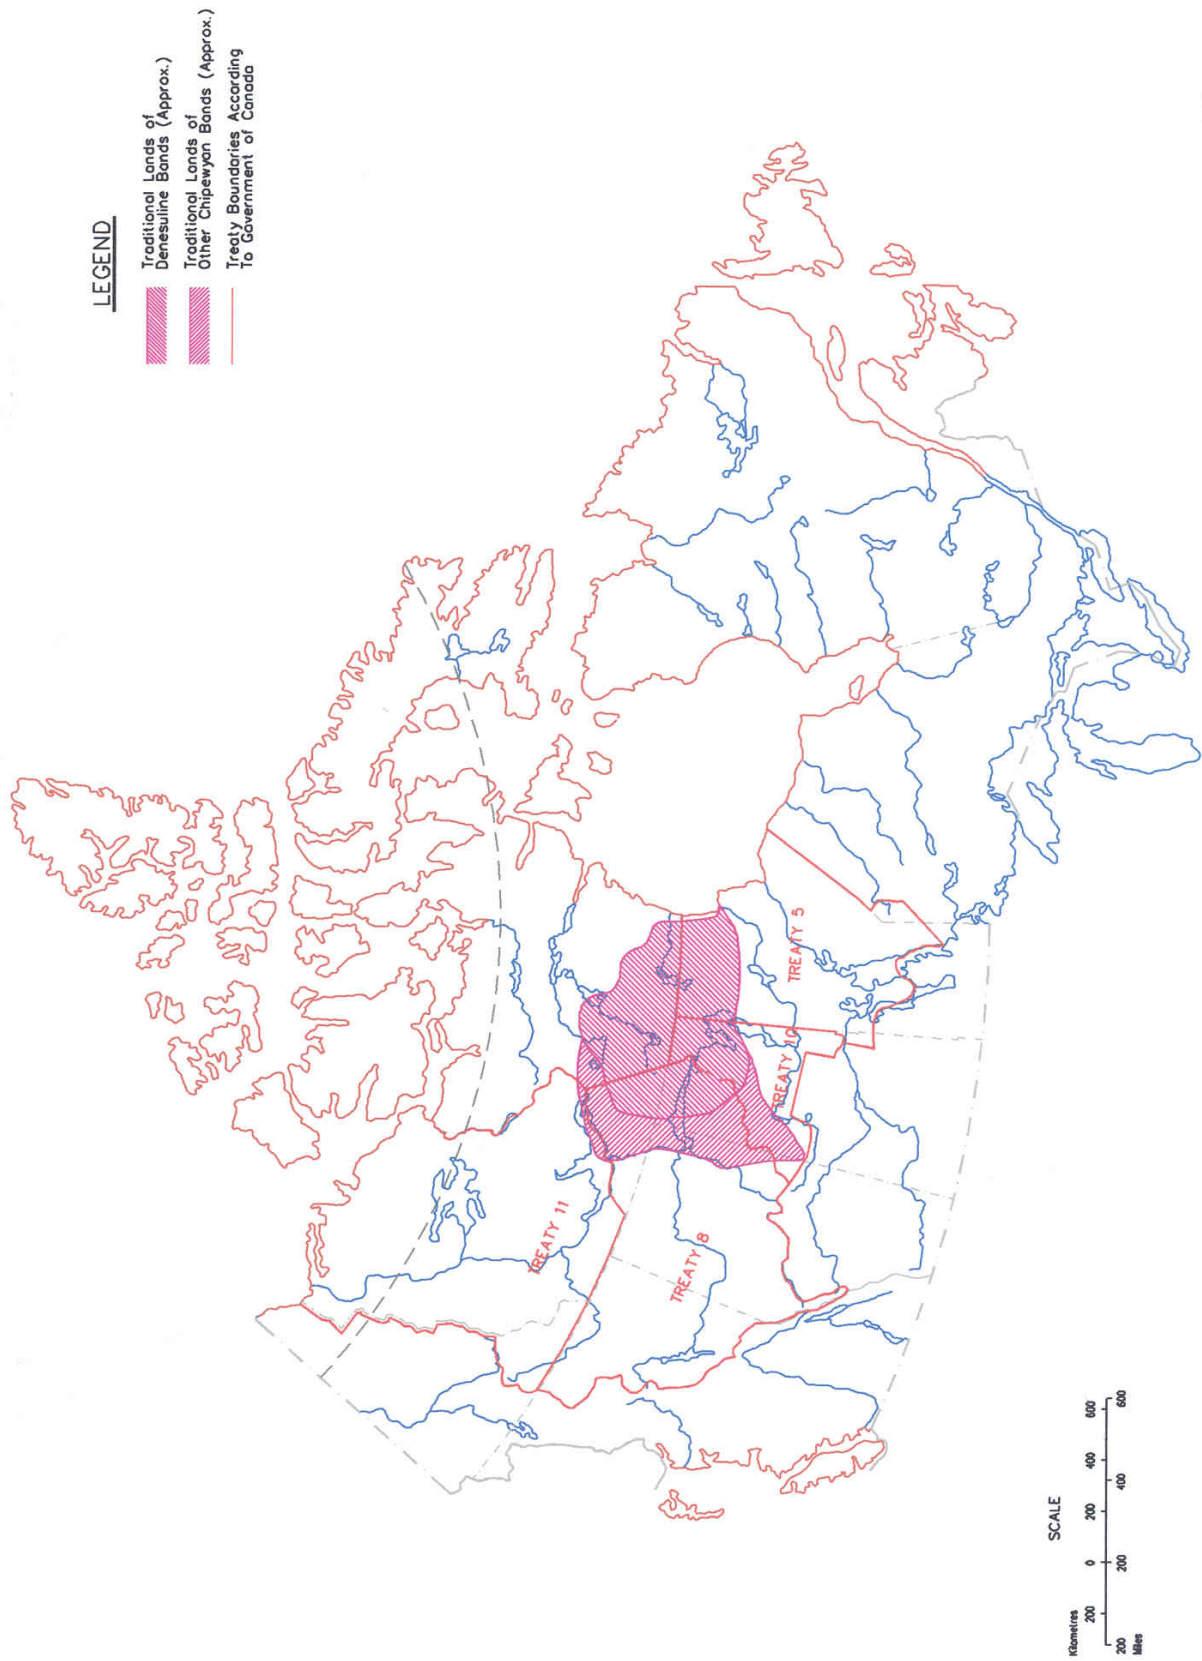 LEGEND
Traditional Lands of
Denesuline Bands (Approx.)
Traditional Lands of
Other Chipewyan Bands (Approx.)
Treaty Boundaries According
To Government of Canada
TREATY 11
TREATY 8
TREATY 10
TREATY 5
SCALE
Kilometres
200 0 200 400 600
200 200 400 600
Miles